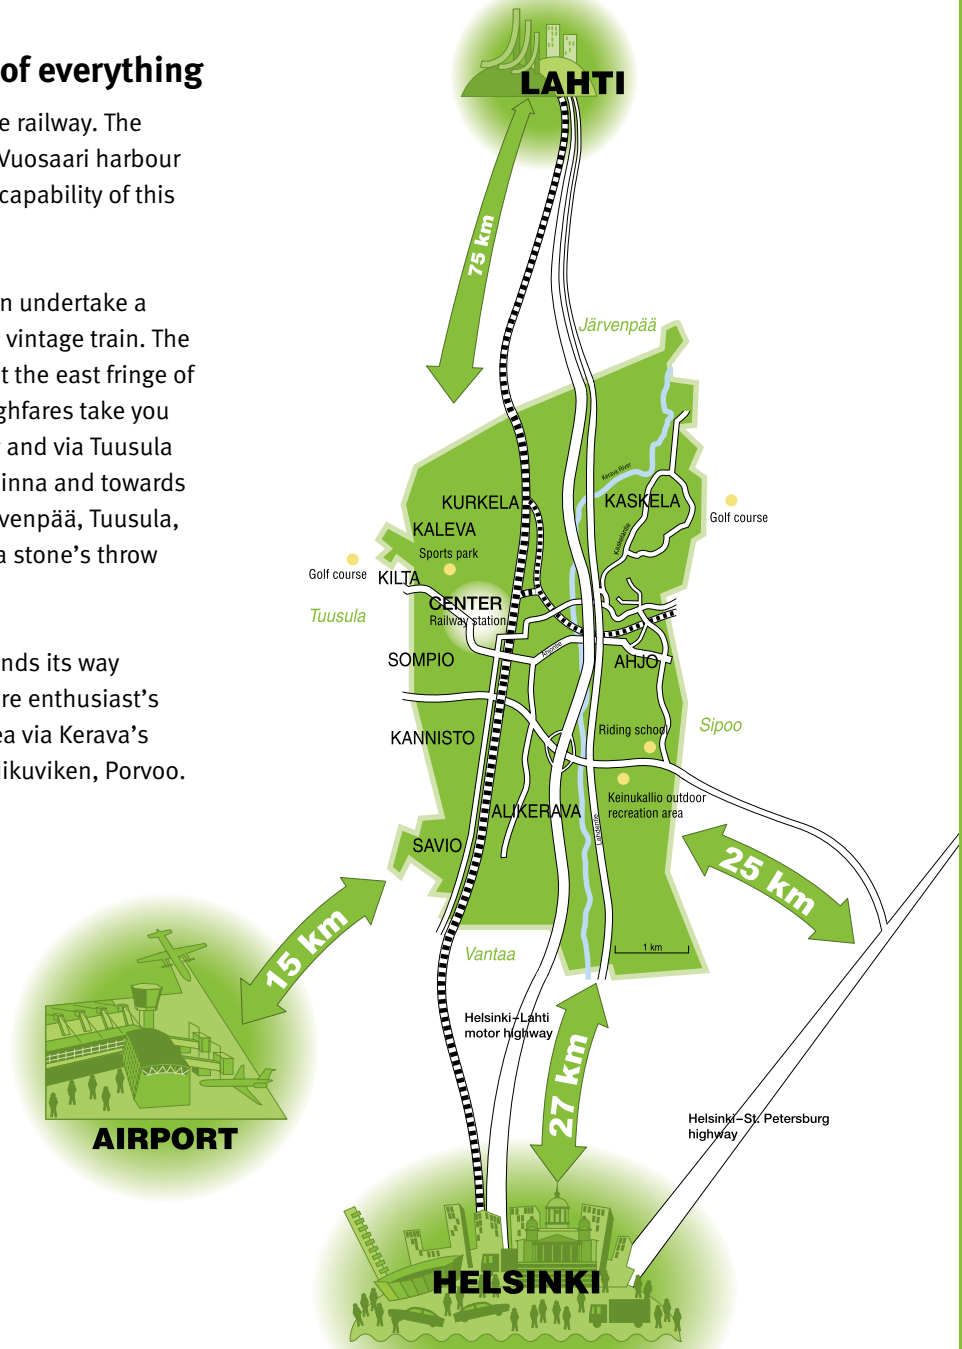 of everything
e railway. The
Vuosaari harbour
capability of this
n undertake a
vintage train. The
t the east fringe of
ghfares take you
and via Tuusula
inna and towards
venpää, Tuusula,
a stone's throw
nds its way
re enthusiast's
ea via Kerava's
ikuviken, Porvoo.
LAHTI
75 km
Järvenpää
Kerava River
KURKELA
KASKELA
Golf course
KALEVA
Kaskelantie
Sports park
Golf course
KILTA
CENTER
Railway station
Tuusula
Ahjontie
SOMPIO
AHJO
Sipoo
Riding school
KANNISTO
Keinukallio outdoor
recreation area
ALIKERAVA
Lahdentie
SAVIO
25 km
15 km
Vantaa
1 km
Helsinki–Lahti
motor highway
27 km
Helsinki–St. Petersburg
highway
AIRPORT
HELSINKI